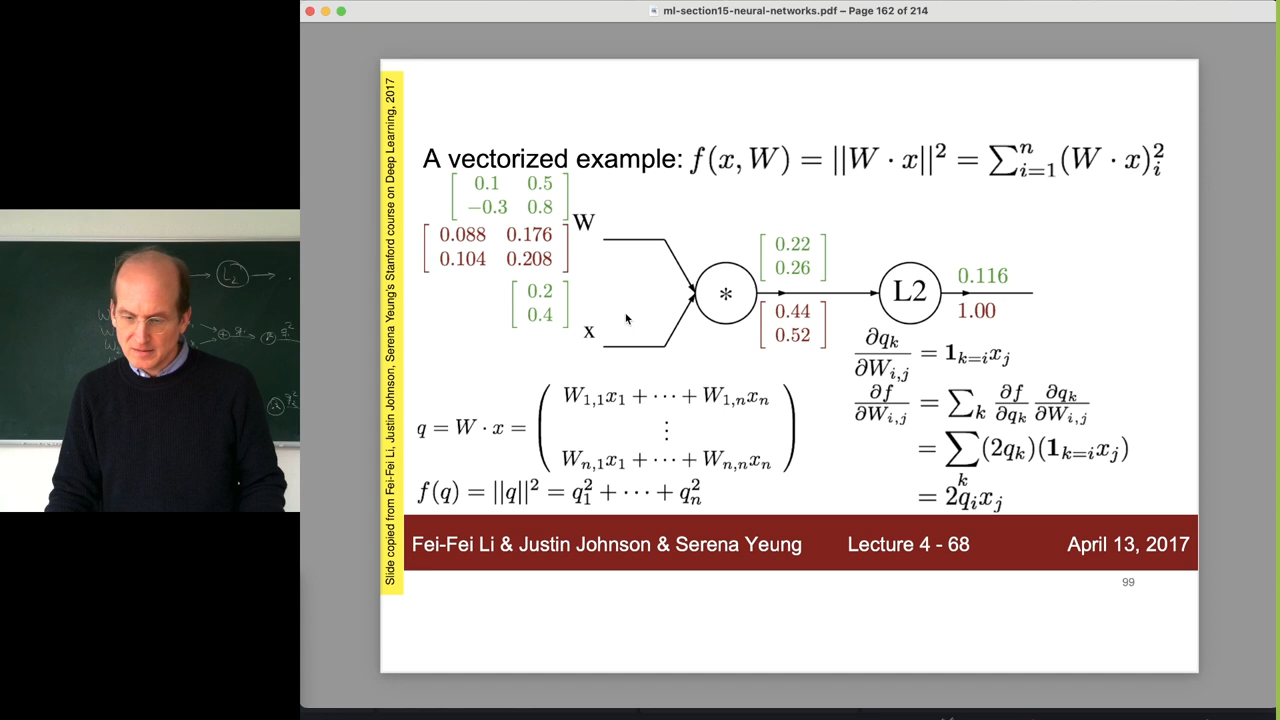 ml-section15-neural-networks.pdf – Page 162 of 214
Slide copied from Fei-Fei Li, Justin Johnson, Serena Yeung's Stanford course on Deep Learning, 2017
A vectorized example: f(x, W) = ||W · x||² = ∑ⁿᵢ₌₁ (W · x)²ᵢ
0.1 0.5
−0.3 0.8
W
0.088 0.176
0.104 0.208
0.2
0.4
x
*
0.22
0.26
0.44
0.52
L2
0.116
1.00
∂qₖ/∂Wᵢ,ⱼ = 𝟏ₖ₌ᵢxⱼ
∂f/∂Wᵢ,ⱼ = ∑ₖ ∂f/∂qₖ ∂qₖ/∂Wᵢ,ⱼ
= ∑ₖ (2qₖ)(𝟏ₖ₌ᵢxⱼ)
= 2qᵢxⱼ
q = W · x =
W₁,₁x₁ + ⋯ + W₁,ₙxₙ
⋮
Wₙ,₁x₁ + ⋯ + Wₙ,ₙxₙ
f(q) = ||q||² = q₁² + ⋯ + qₙ²
Fei-Fei Li & Justin Johnson & Serena Yeung Lecture 4 - 68 April 13, 2017
99
L₂